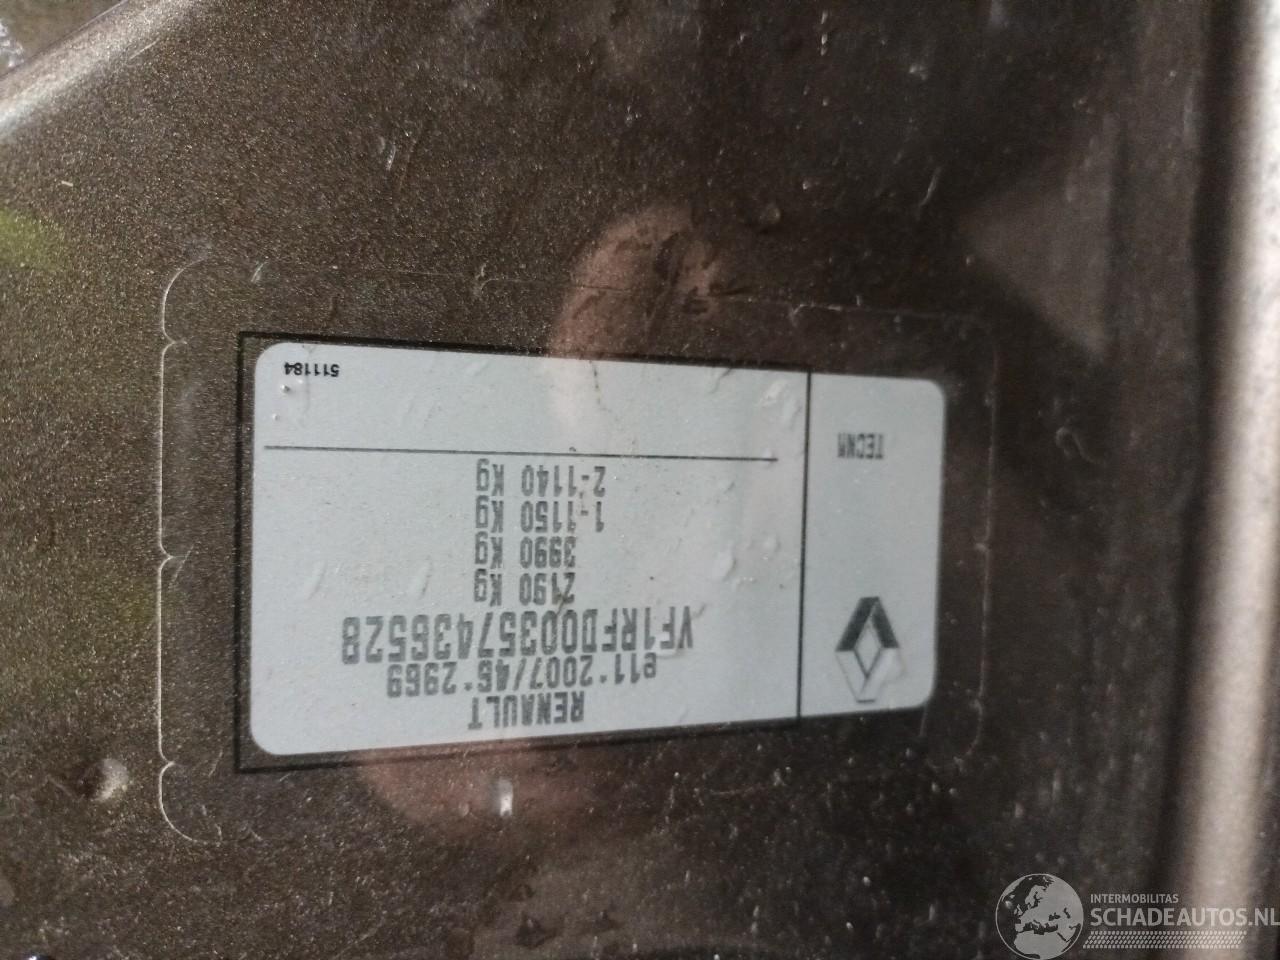 RENAULT
e11*2007/46*2969
VF1RFD00357436528
2190 Kg
3990 Kg
1-1150 Kg
2-1140 Kg
TECNM
511184
INTERMOBILITAS
SCHADEAUTOS.NL